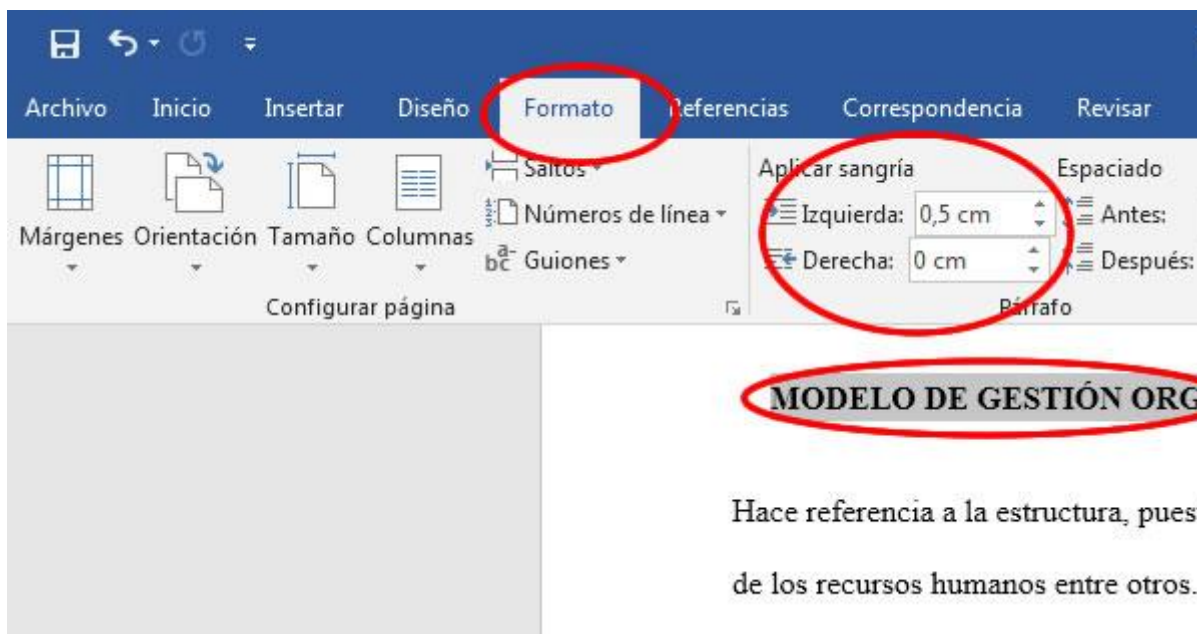 Archivo Inicio Insertar Diseño Formato Referencias Correspondencia Revisar
Saltos Aplicar sangría Espaciado
Números de línea Izquierda: 0,5 cm Antes:
Márgenes Orientación Tamaño Columnas
Guiones Derecha: 0 cm Después:
Configurar página Párrafo
MODELO DE GESTIÓN ORG
Hace referencia a la estructura, pues
de los recursos humanos entre otros.